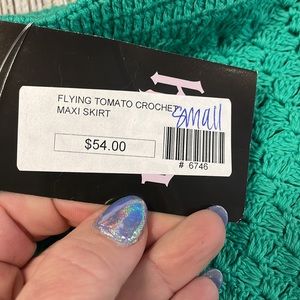 FLYING TOMATO CROCHET
MAXI SKIRT
small
$54.00
# 6746